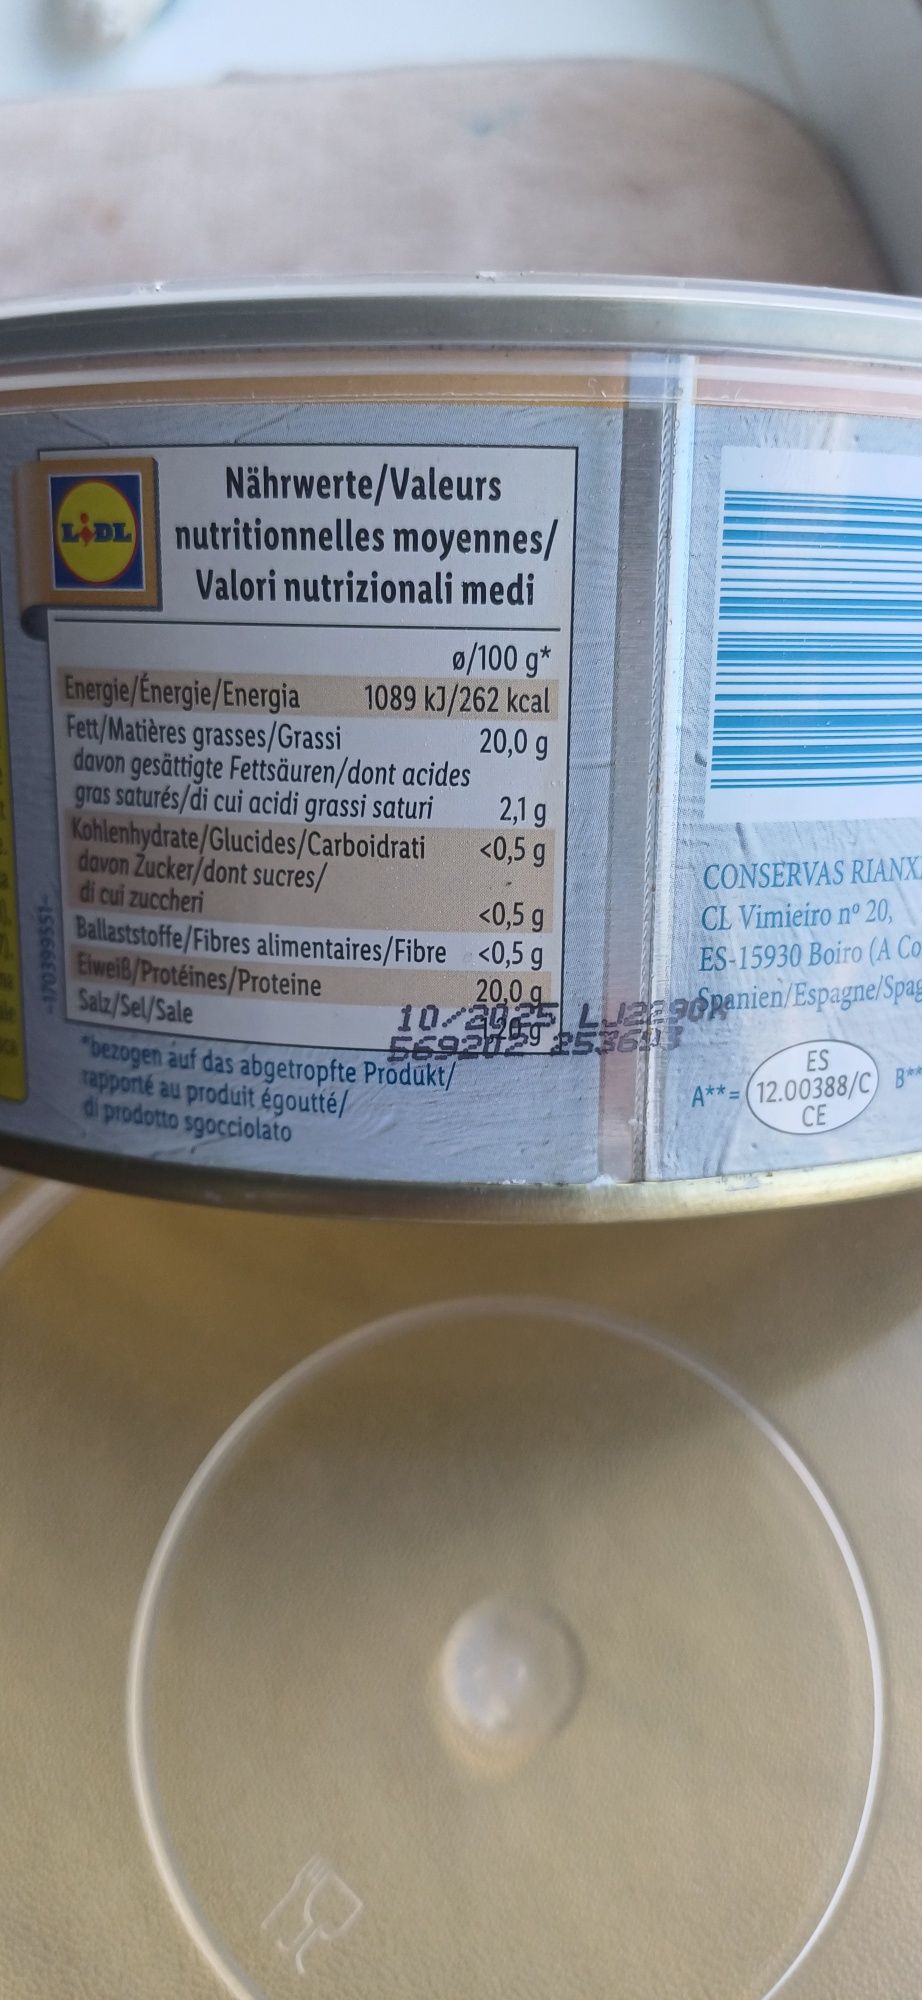 LIDL
Nährwerte/Valeurs
nutritionnelles moyennes/
Valori nutrizionali medi
ø/100 g*
Energie/Énergie/Energia 1089 kJ/262 kcal
Fett/Matières grasses/Grassi 20,0 g
davon gesättigte Fettsäuren/dont acides
gras saturés/di cui acidi grassi saturi 2,1 g
Kohlenhydrate/Glucides/Carboidrati <0,5 g
davon Zucker/dont sucres/
di cui zuccheri <0,5 g
Ballaststoffe/Fibres alimentaires/Fibre <0,5 g
Eiweiß/Protéines/Proteine 20,0 g
Salz/Sel/Sale
10/2025
*bezogen auf das abgetropfte Produkt/
rapporté au produit égoutté/
di prodotto sgocciolato
-170399551-
CONSERVAS RIANX
CL Vimieiro nº 20,
ES-15930 Boiro (A Co
Spanien/Espagne/Spag
A**= ES
12.00388/C
CE
B**